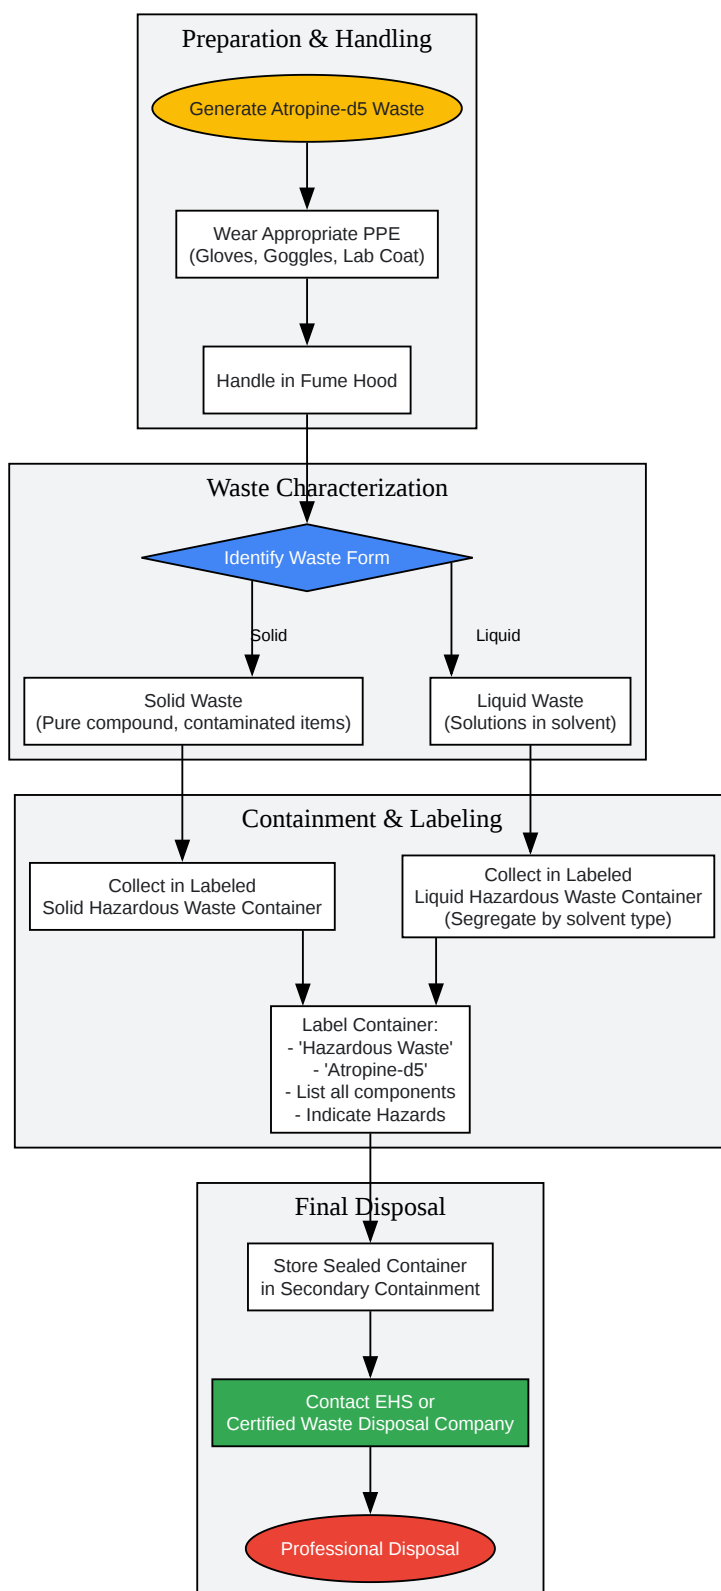 Preparation & Handling
Generate Atropine-d5 Waste
Wear Appropriate PPE
(Gloves, Goggles, Lab Coat)
Handle in Fume Hood
Waste Characterization
Identify Waste Form
Solid
Liquid
Solid Waste
(Pure compound, contaminated items)
Liquid Waste
(Solutions in solvent)
Containment & Labeling
Collect in Labeled
Solid Hazardous Waste Container
Collect in Labeled
Liquid Hazardous Waste Container
(Segregate by solvent type)
Label Container:
- 'Hazardous Waste'
- 'Atropine-d5'
- List all components
- Indicate Hazards
Final Disposal
Store Sealed Container
in Secondary Containment
Contact EHS or
Certified Waste Disposal Company
Professional Disposal